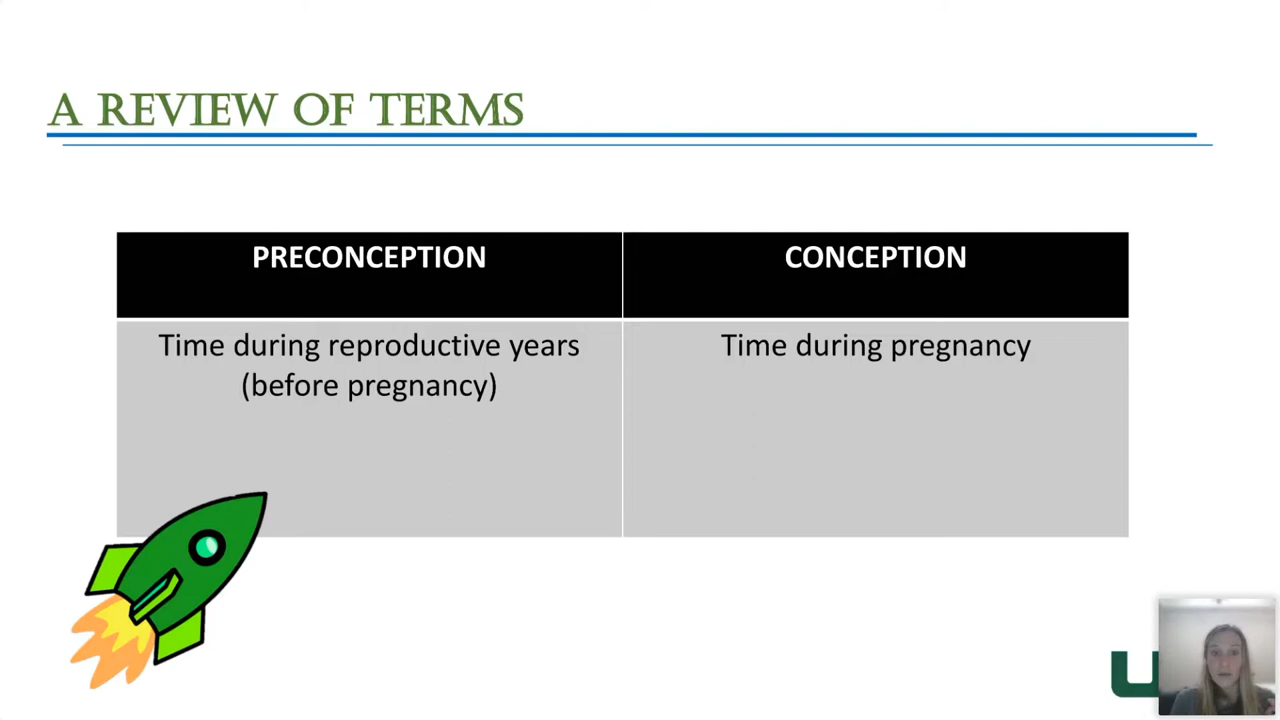 A REVIEW OF TERMS
PRECONCEPTION
CONCEPTION
Time during reproductive years
(before pregnancy)
Time during pregnancy